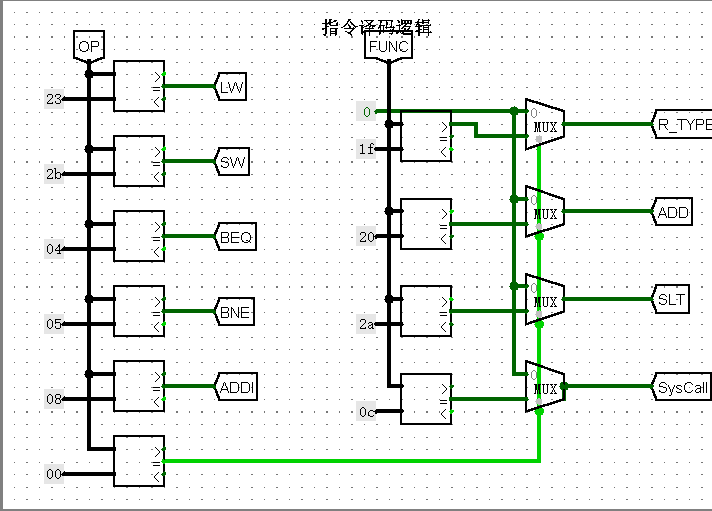 指令译码逻辑
OP
FUNC
23
LW
0
0
MUX
R_TYPE
1f
2b
SW
0
MUX
ADD
20
04
BEQ
0
MUX
SLT
05
BNE
2a
0
MUX
SysCall
08
ADDI
0c
00